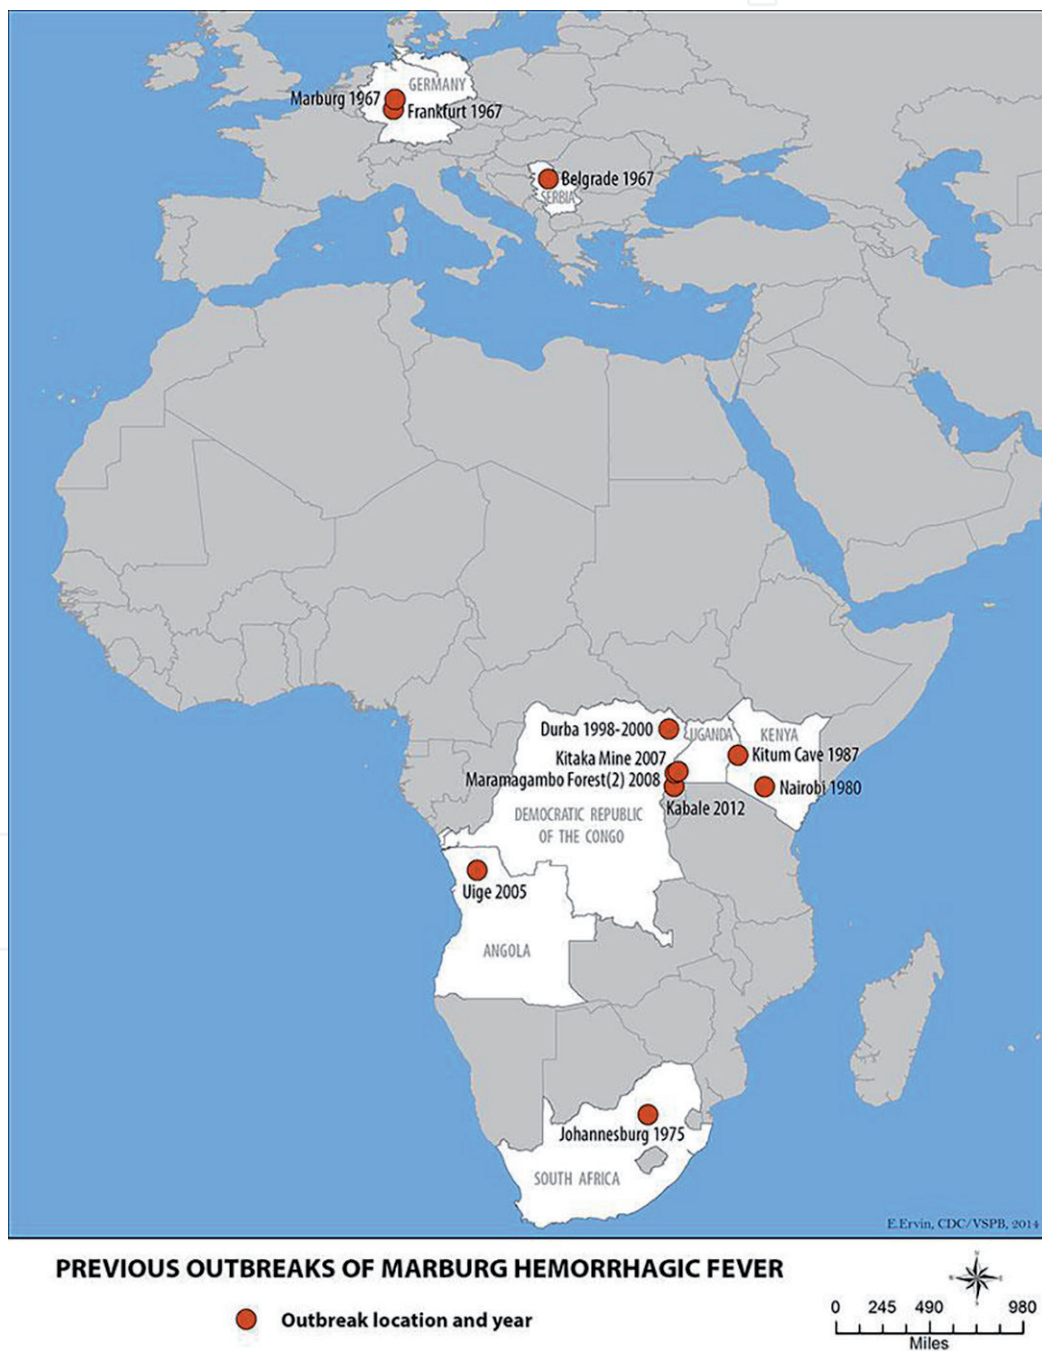 GERMANY
Marburg 1967
Frankfurt 1967
Belgrade 1967
SERBIA
Durba 1998-2000
UGANDA
KENYA
Kitaka Mine 2007
Kitum Cave 1987
Maramagambo Forest(2) 2008
Nairobi 1980
Kabale 2012
DEMOCRATIC REPUBLIC
OF THE CONGO
Uige 2005
ANGOLA
Johannesburg 1975
SOUTH AFRICA
E.Ervin, CDC/VSPB, 2014
PREVIOUS OUTBREAKS OF MARBURG HEMORRHAGIC FEVER
Outbreak location and year
0 245 490 980
Miles